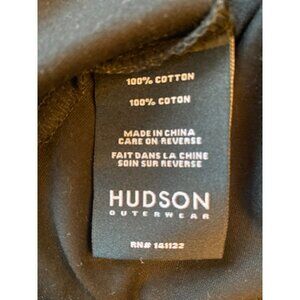 100% COTTON
100% COTON
MADE IN CHINA
CARE ON REVERSE
FAIT DANS LA CHINE
SOIN SUR REVERSE
HUDSON
OUTERWEAR
RN# 141122